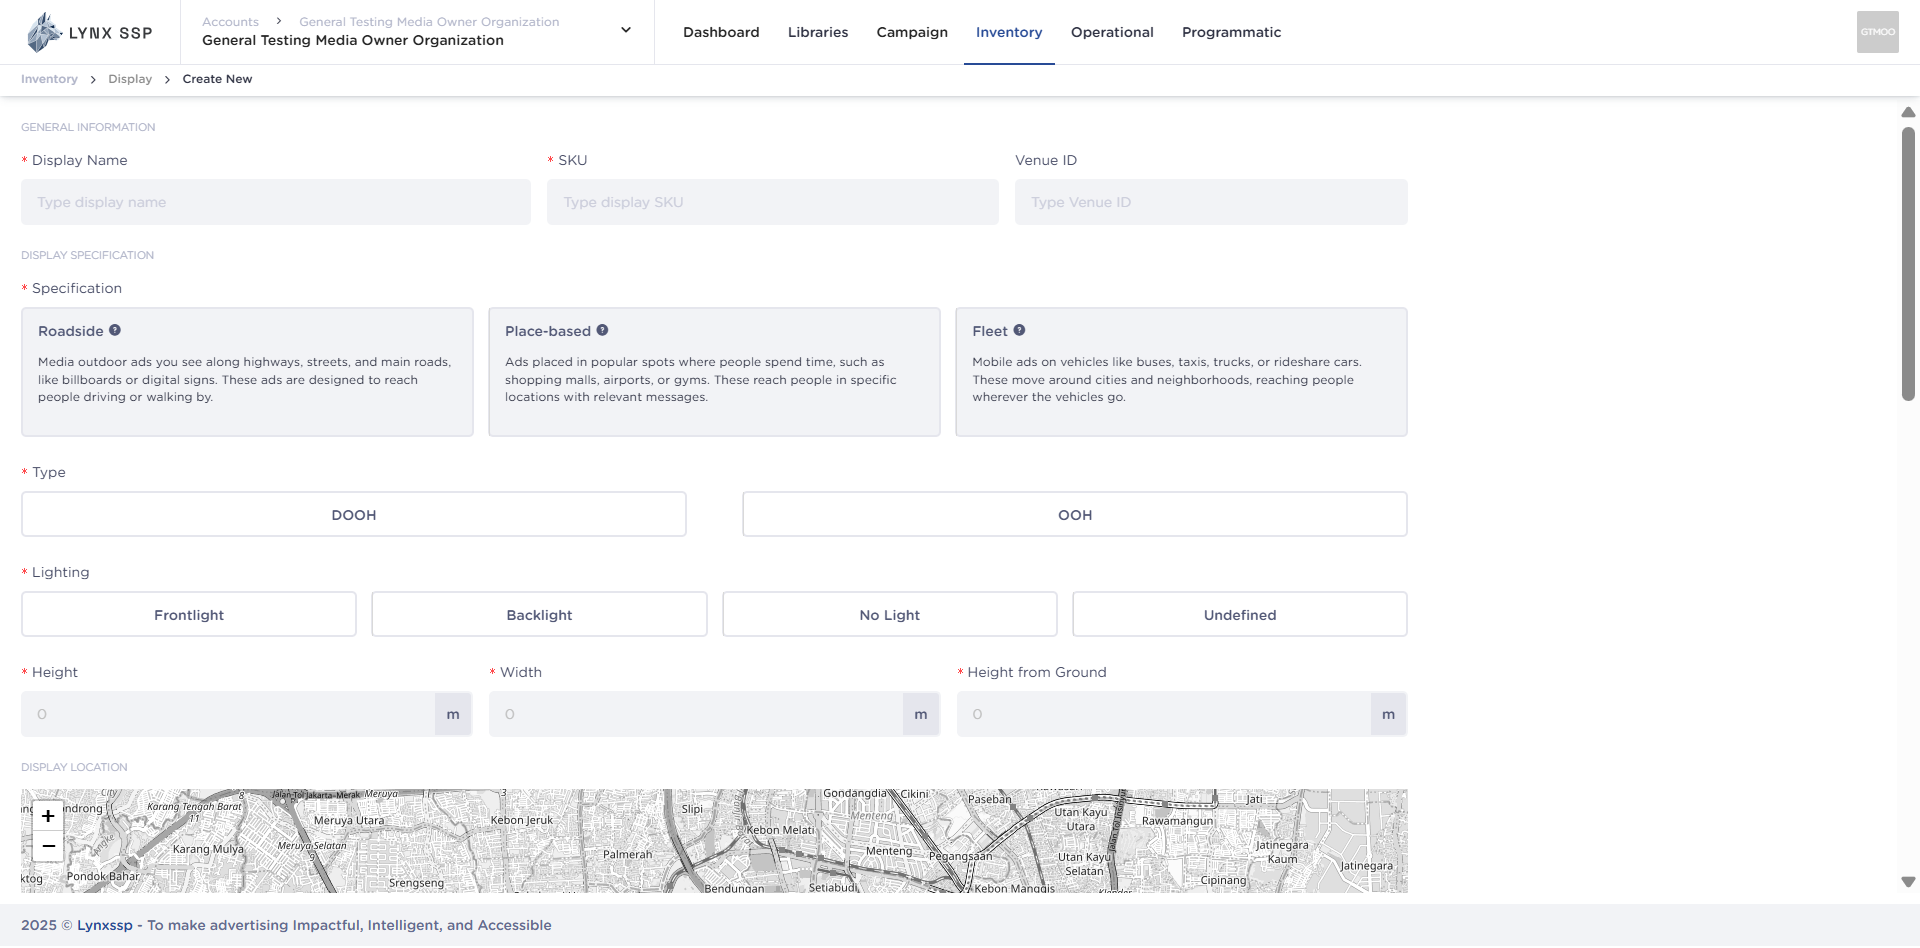 LYNX SSP
Accounts > General Testing Media Owner Organization
General Testing Media Owner Organization
Dashboard
Libraries
Campaign
Inventory
Operational
Programmatic
GTMOO
Inventory > Display > Create New
GENERAL INFORMATION
* Display Name
* SKU
Venue ID
Type display name
Type display SKU
Type Venue ID
DISPLAY SPECIFICATION
* Specification
Roadside ?
Media outdoor ads you see along highways, streets, and main roads,
like billboards or digital signs. These ads are designed to reach
people driving or walking by.
Place-based ?
Ads placed in popular spots where people spend time, such as
shopping malls, airports, or gyms. These reach people in specific
locations with relevant messages.
Fleet ?
Mobile ads on vehicles like buses, taxis, trucks, or rideshare cars.
These move around cities and neighborhoods, reaching people
wherever the vehicles go.
* Type
DOOH
OOH
* Lighting
Frontlight
Backlight
No Light
Undefined
* Height
* Width
* Height from Ground
0 m
0 m
0 m
DISPLAY LOCATION
+
−
City
Karang Tengah Barat
8
11
Jalan Tol Jakarta-Merak
Meruya
3
Meruya Utara
Meruya Selatan
Karang Mulya
Pondok Bahar
Kebon Jeruk
Srengseng
Palmerah
Slipi
Kebon Melati
Bendungan
Setiabudi
Gondangdia
Cikini
Menteng
Menteng
Pegangsaan
Paseban
Kebon Manggis
Utan Kayu
Utara
Utan Kayu
Selatan
Rawamangun
Jati
Jatinegara
Kaum
Cipinang
Jatinegara
2025 © Lynxssp - To make advertising Impactful, Intelligent, and Accessible